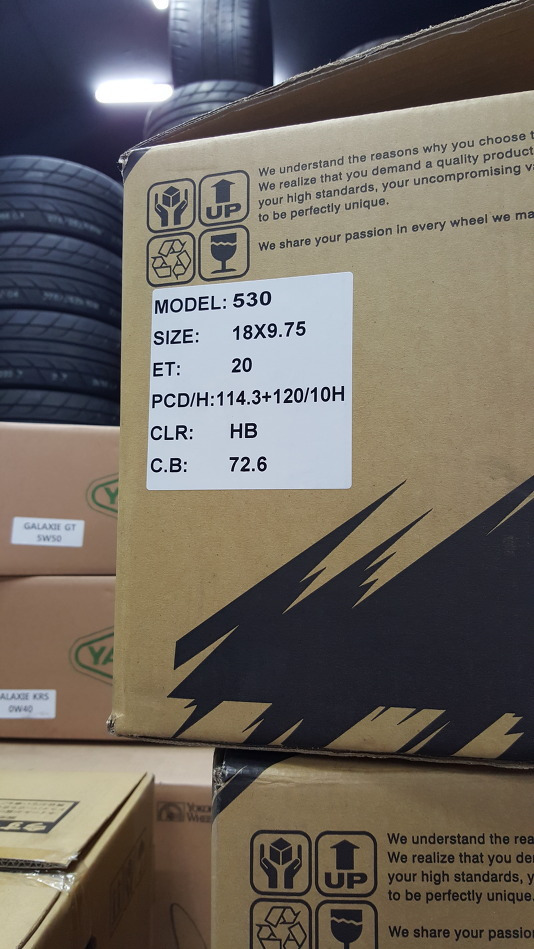 We understand the reasons why you choose
We realize that you demand a quality product
your high standards, your uncompromising
to be perfectly unique.
We share your passion in every wheel we
UP
MODEL: 530
SIZE: 18X9.75
ET: 20
PCD/H:114.3+120/10H
CLR: HB
C.B: 72.6
GALAXIE GT
5W50
KRS
0W40
We understand the
We realize that you
your high standards,
to be perfectly unique.
We share your
UP